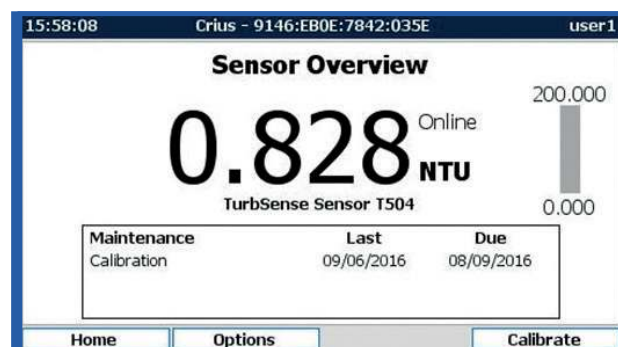 15:58:08 Crius - 9146:EB0E:7842:035E user1
Sensor Overview
200.000
Online
0.828 NTU
TurbSense Sensor T504
0.000
Maintenance Last Due
Calibration 09/06/2016 08/09/2016
Home Options Calibrate